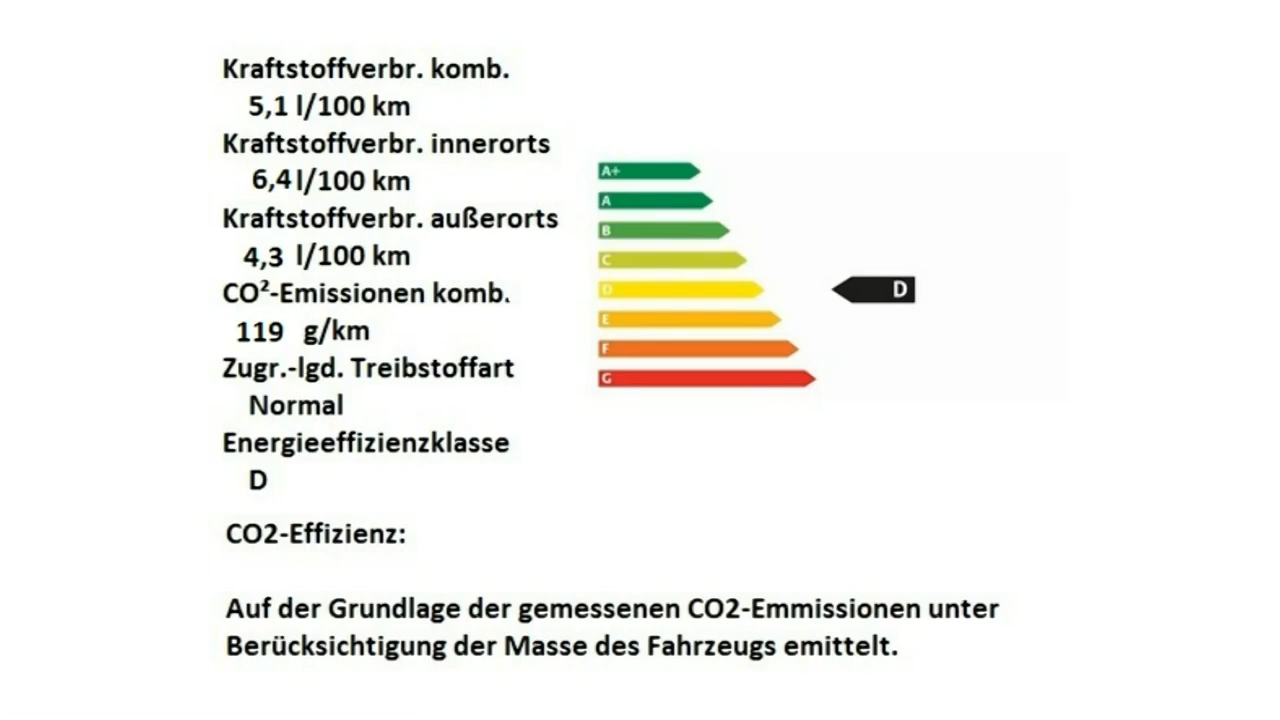 Kraftstoffverbr. komb.
5,1 l/100 km
Kraftstoffverbr. innerorts
6,4 l/100 km
Kraftstoffverbr. außerorts
4,3 l/100 km
CO²-Emissionen komb.
119 g/km
Zugr.-lgd. Treibstoffart
Normal
Energieeffizienzklasse
D
A+
A
B
C
D
D
E
F
G
CO2-Effizienz:
Auf der Grundlage der gemessenen CO2-Emmissionen unter
Berücksichtigung der Masse des Fahrzeugs emittelt.